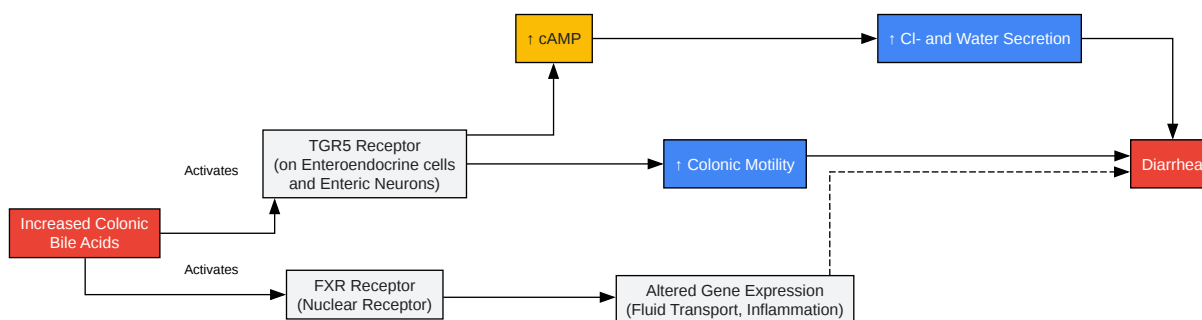 ↑ cAMP
↑ Cl- and Water Secretion
TGR5 Receptor
(on Enteroendocrine cells
and Enteric Neurons)
Activates
↑ Colonic Motility
Diarrhea
Increased Colonic
Bile Acids
Activates
FXR Receptor
(Nuclear Receptor)
Altered Gene Expression
(Fluid Transport, Inflammation)